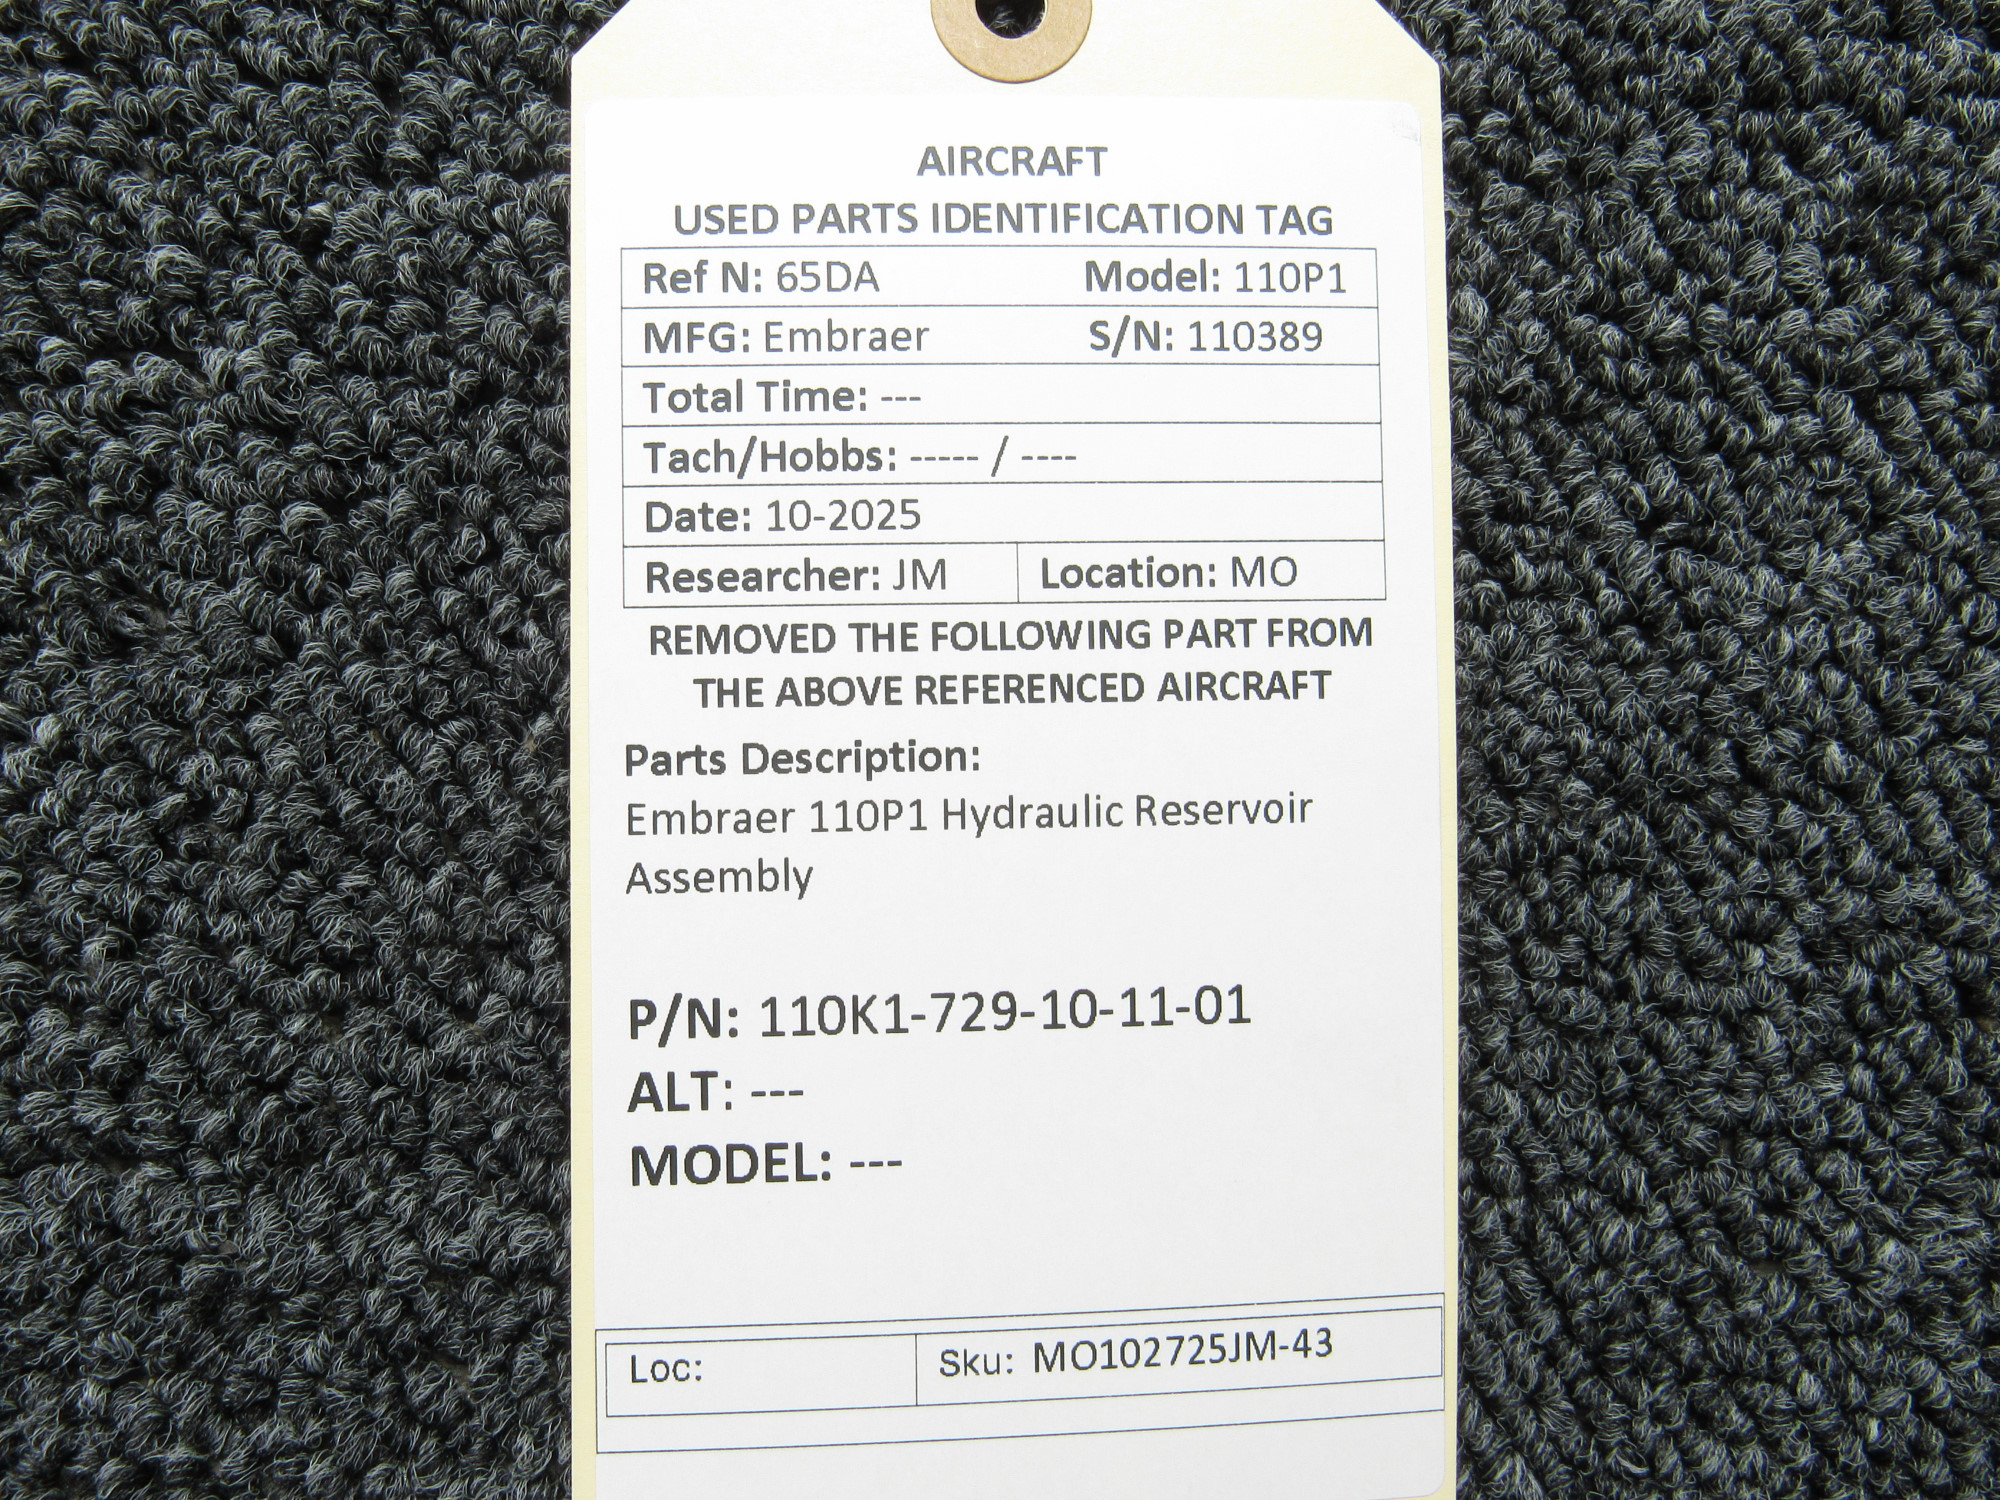 AIRCRAFT
USED PARTS IDENTIFICATION TAG
Ref N: 65DA Model: 110P1
MFG: Embraer S/N: 110389
Total Time: ---
Tach/Hobbs: ----- / ----
Date: 10-2025
Researcher: JM Location: MO
REMOVED THE FOLLOWING PART FROM
THE ABOVE REFERENCED AIRCRAFT
Parts Description:
Embraer 110P1 Hydraulic Reservoir
Assembly
P/N: 110K1-729-10-11-01
ALT: ---
MODEL: ---
Loc: Sku: MO102725JM-43